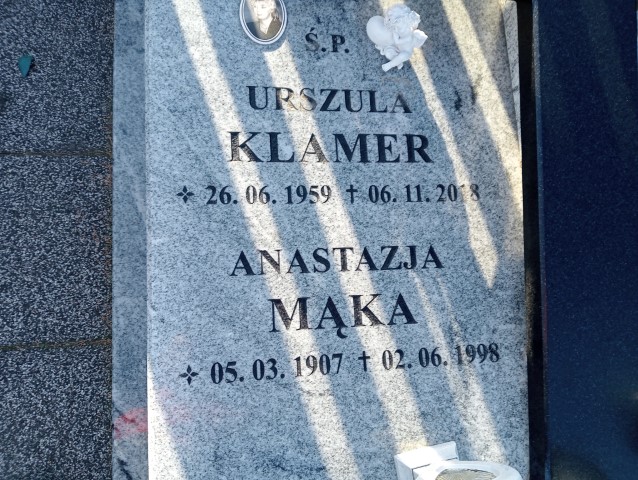 Ś.P.
URSZULA
KLAMER
✧ 26. 06. 1959 † 06. 11. 2018
ANASTAZJA
MĄKA
✧ 05. 03. 1907 † 02. 06. 1998